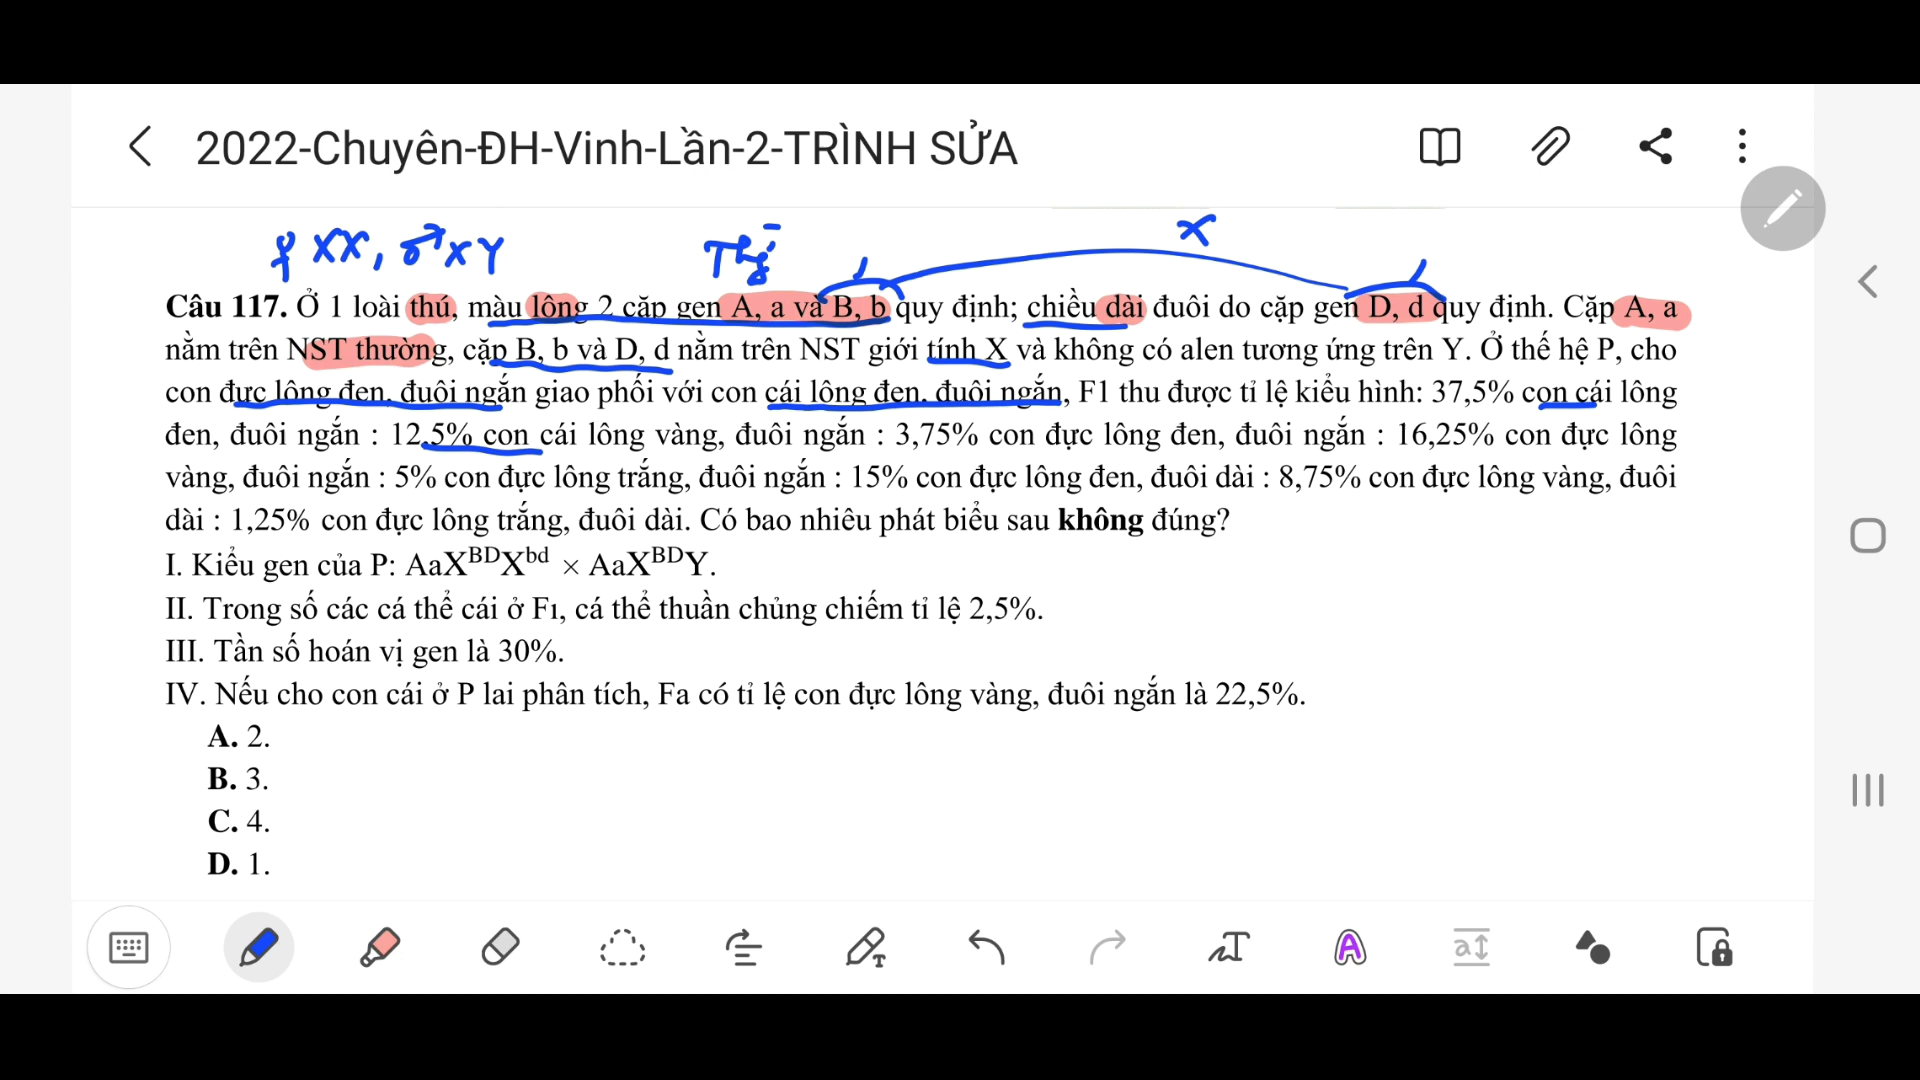 2022-Chuyên-ĐH-Vinh-Lần-2-TRÌNH SỬA
♀ XX, ♂ XY Thú X
Câu 117. Ở 1 loài thú, màu lông 2 cặp gen A, a và B, b quy định; chiều dài đuôi do cặp gen D, d quy định. Cặp A, a
nằm trên NST thường, cặp B, b và D, d nằm trên NST giới tính X và không có alen tương ứng trên Y. Ở thế hệ P, cho
con đực lông đen, đuôi ngắn giao phối với con cái lông đen, đuôi ngắn, F1 thu được tỉ lệ kiểu hình: 37,5% con cái lông
đen, đuôi ngắn : 12,5% con cái lông vàng, đuôi ngắn : 3,75% con đực lông đen, đuôi ngắn : 16,25% con đực lông
vàng, đuôi ngắn : 5% con đực lông trắng, đuôi ngắn : 15% con đực lông đen, đuôi dài : 8,75% con đực lông vàng, đuôi
dài : 1,25% con đực lông trắng, đuôi dài. Có bao nhiêu phát biểu sau không đúng?
I. Kiểu gen của P: AaX^{BD}X^{bd} × AaX^{BD}Y.
II. Trong số các cá thể cái ở F1, cá thể thuần chủng chiếm tỉ lệ 2,5%.
III. Tần số hoán vị gen là 30%.
IV. Nếu cho con cái ở P lai phân tích, Fa có tỉ lệ con đực lông vàng, đuôi ngắn là 22,5%.
A. 2.
B. 3.
C. 4.
D. 1.